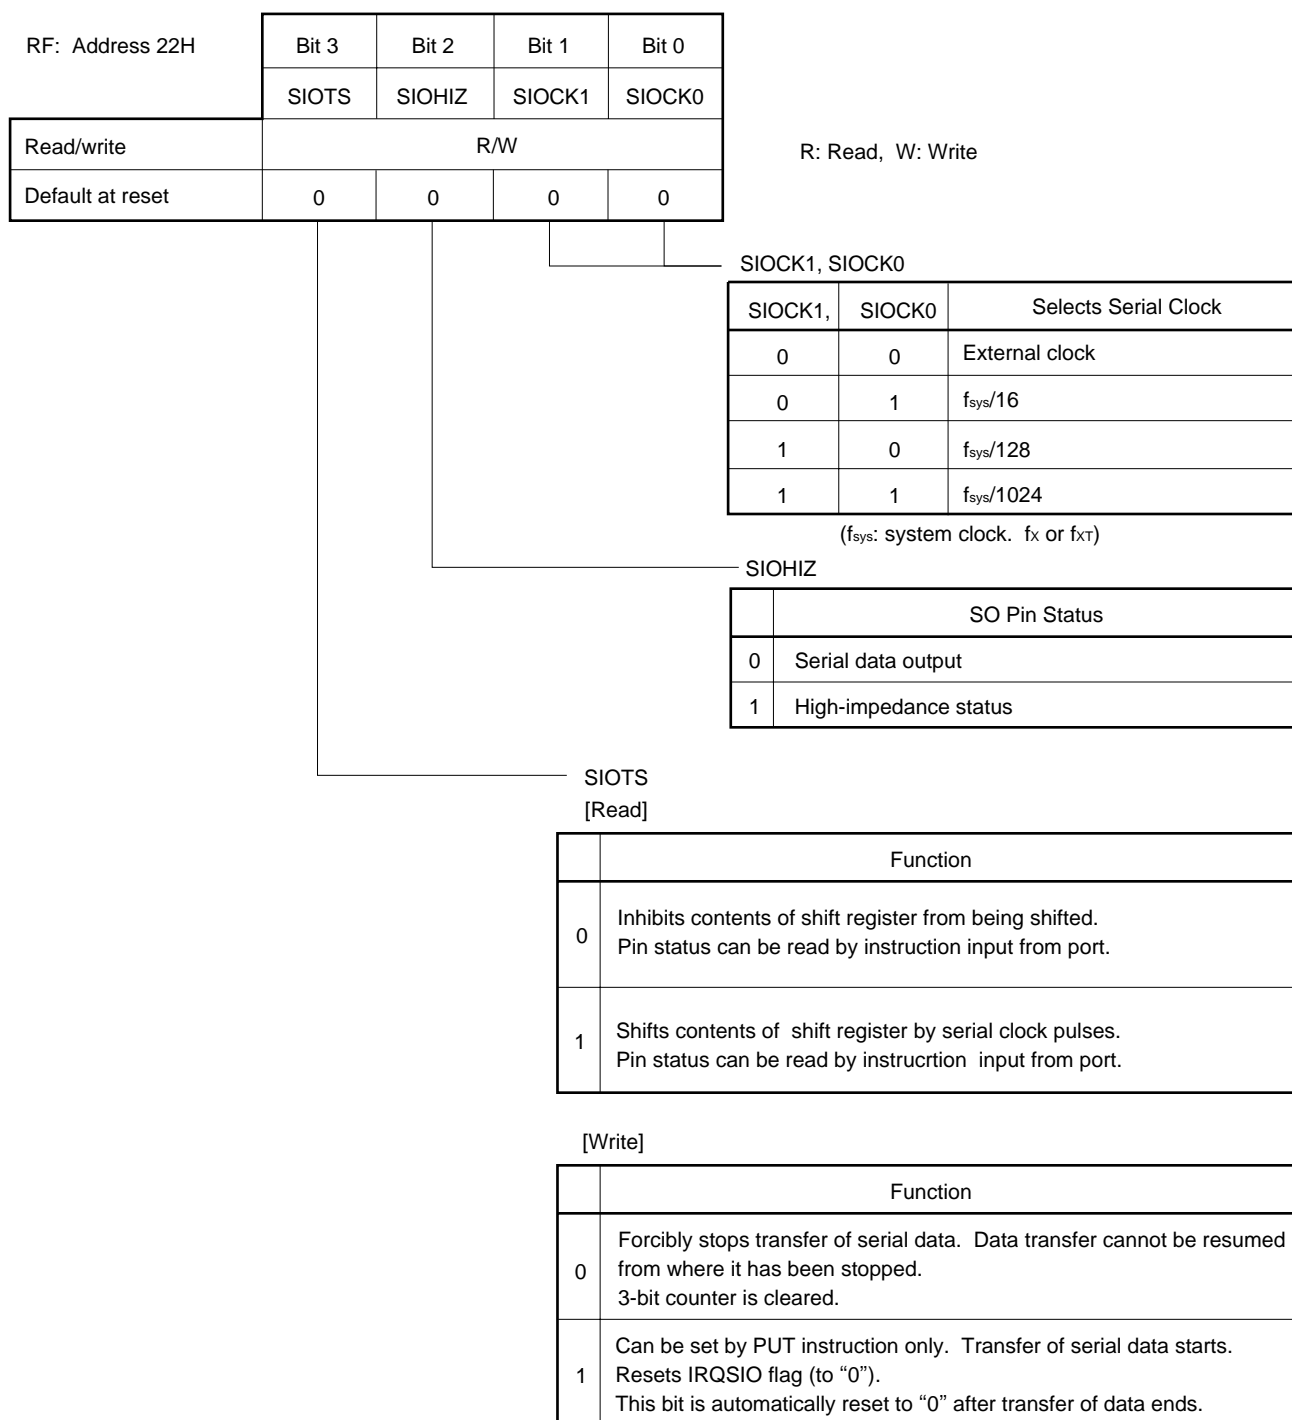 RF: Address 22H
Bit 3 Bit 2 Bit 1 Bit 0
SIOTS SIOHIZ SIOCK1 SIOCK0
Read/write R/W
R: Read, W: Write
Default at reset 0 0 0 0
SIOCK1, SIOCK0
SIOCK1, SIOCK0 Selects Serial Clock
0 0 External clock
0 1 fsys/16
1 0 fsys/128
1 1 fsys/1024
(fsys: system clock. fX or fXT)
SIOHIZ
SO Pin Status
0 Serial data output
1 High-impedance status
SIOTS
[Read]
Function
0 Inhibits contents of shift register from being shifted.
Pin status can be read by instruction input from port.
1 Shifts contents of shift register by serial clock pulses.
Pin status can be read by instrucrtion input from port.
[Write]
Function
0 Forcibly stops transfer of serial data. Data transfer cannot be resumed
from where it has been stopped.
3-bit counter is cleared.
1 Can be set by PUT instruction only. Transfer of serial data starts.
Resets IRQSIO flag (to “0”).
This bit is automatically reset to “0” after transfer of data ends.